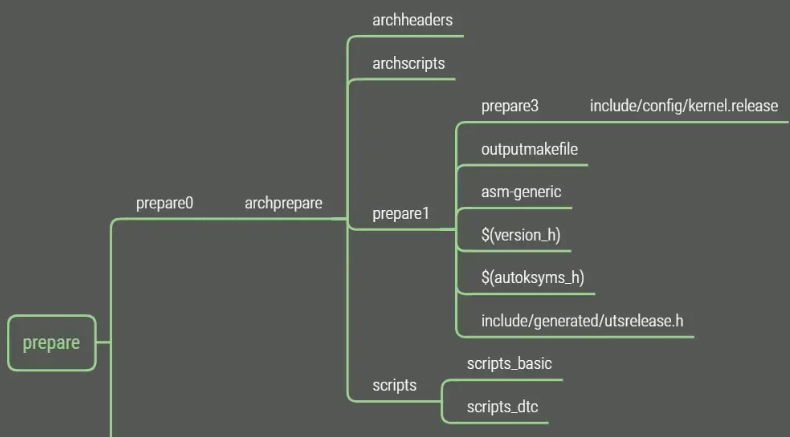 archheaders
archscripts
prepare3 include/config/kernel.release
outputmakefile
asm-generic
prepare0 archprepare prepare1
$(version_h)
$(autoksyms_h)
include/generated/utsrelease.h
prepare
scripts_basic
scripts
scripts_dtc